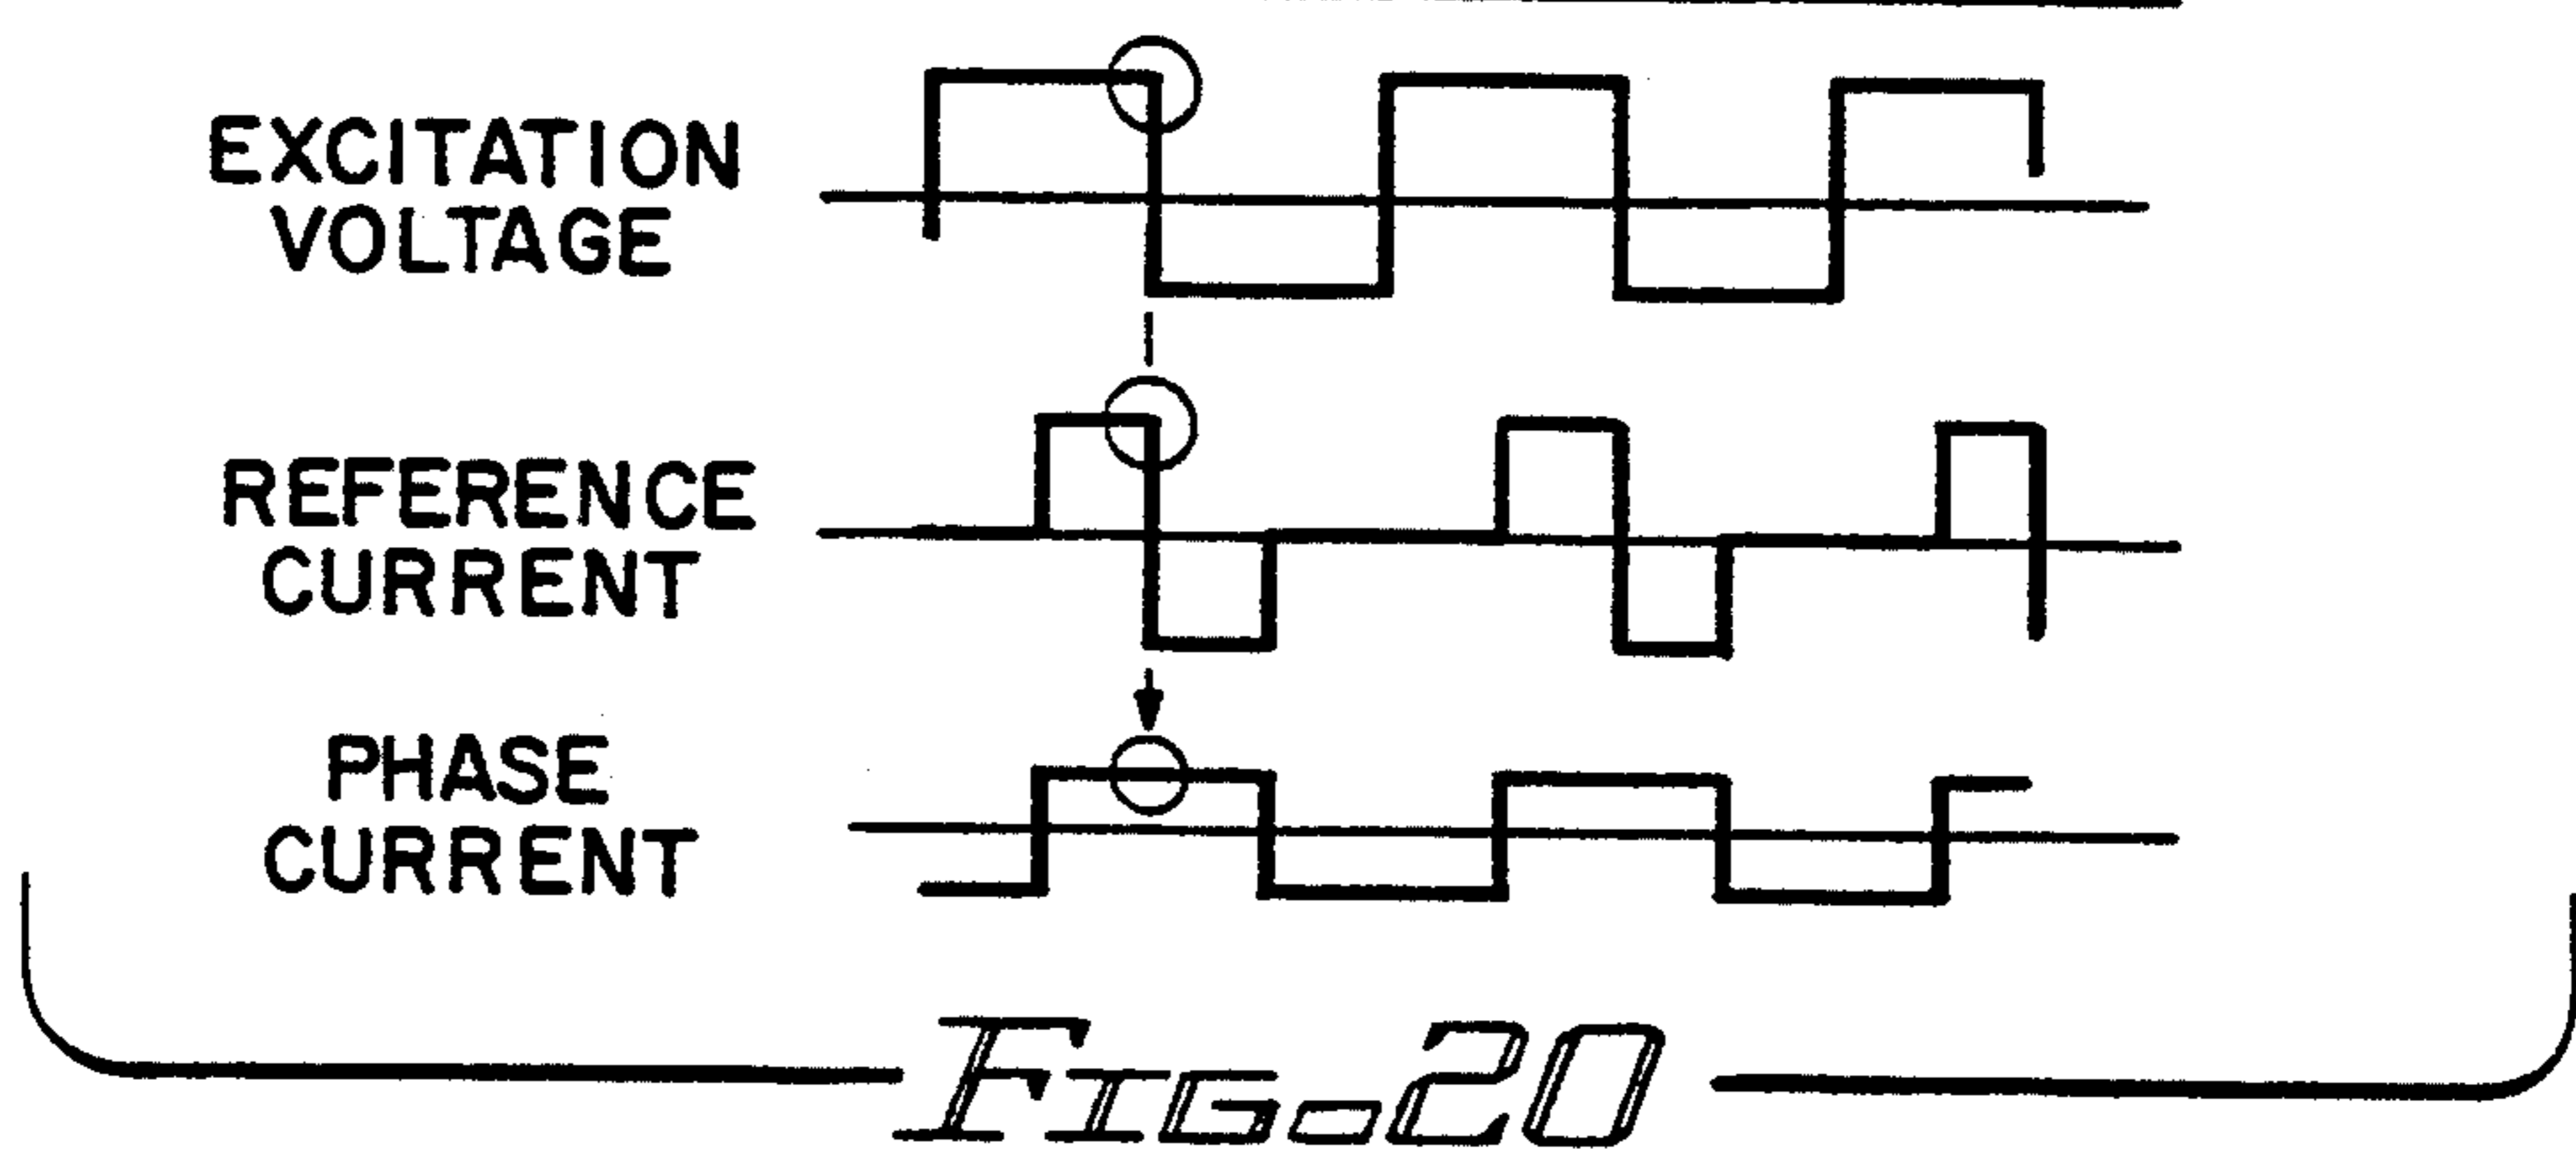 EXCITATION
VOLTAGE
REFERENCE
CURRENT
PHASE
CURRENT
FIG. 20